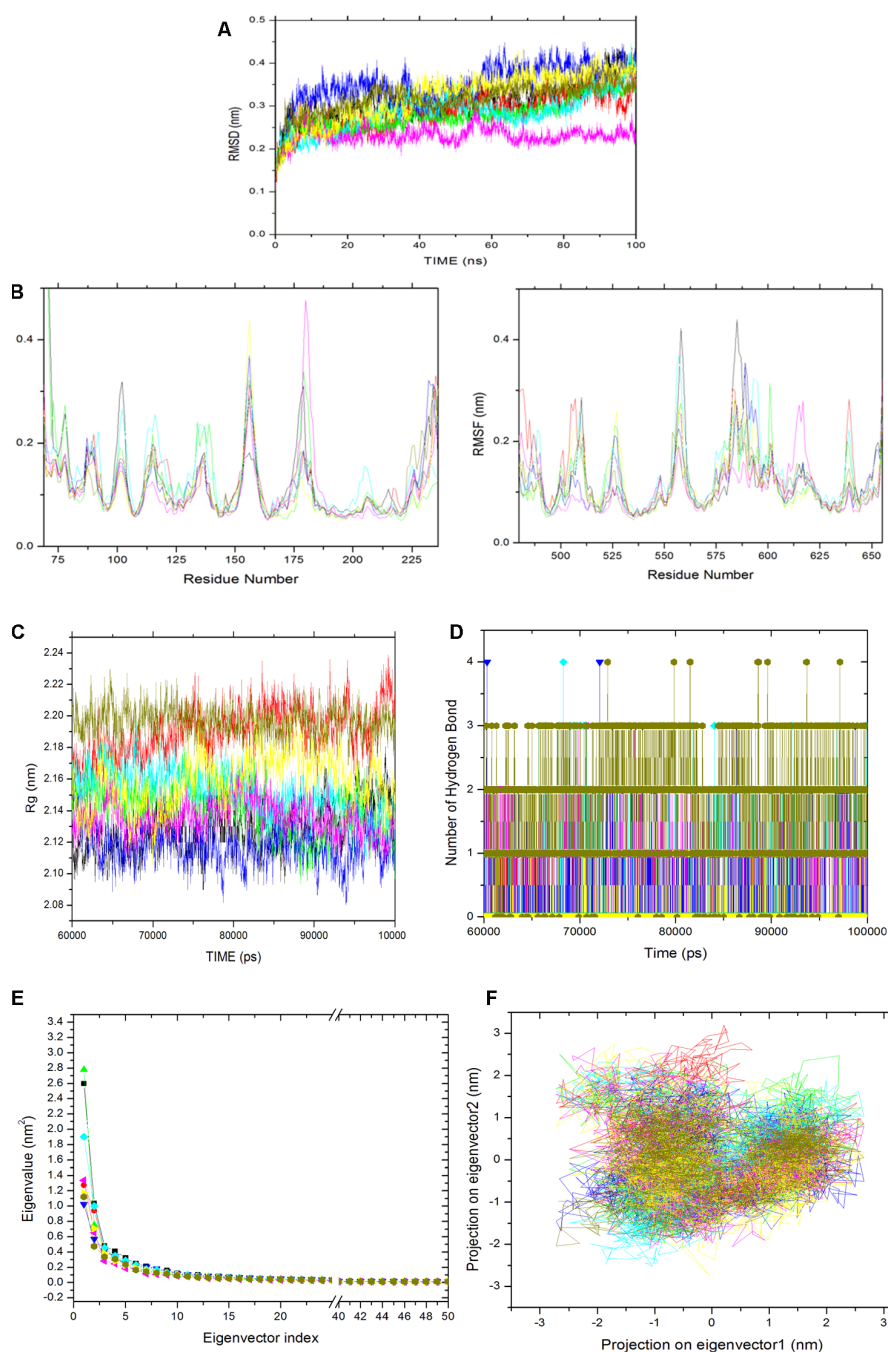 A
0.5
0.4
0.3
0.2
0.1
0.0
RMSD (nm)
0 20 40 60 80 100
TIME (ns)
B
0.4
0.2
0.0
75 100 125 150 175 200 225
Residue Number
RMSF (nm)
0.4
0.2
0.0
500 525 550 575 600 625 650
Residue Number
C
2.24
2.22
2.20
2.18
2.16
2.14
2.12
2.10
2.08
Rg (nm)
60000 70000 80000 90000 10000
TIME (ps)
D
4
3
2
1
0
Number of Hydrogen Bond
60000 70000 80000 90000 100000
Time (ps)
E
3.4
3.2
3.0
2.8
2.6
2.4
2.2
2.0
1.8
1.6
1.4
1.2
1.0
0.8
0.6
0.4
0.2
0.0
-0.2
Eigenvalue (nm²)
0 5 10 15 20 40 42 44 46 48 50
Eigenvector index
F
3
2
1
0
-1
-2
-3
Projection on eigenvector2 (nm)
-3 -2 -1 0 1 2 3
Projection on eigenvector1 (nm)